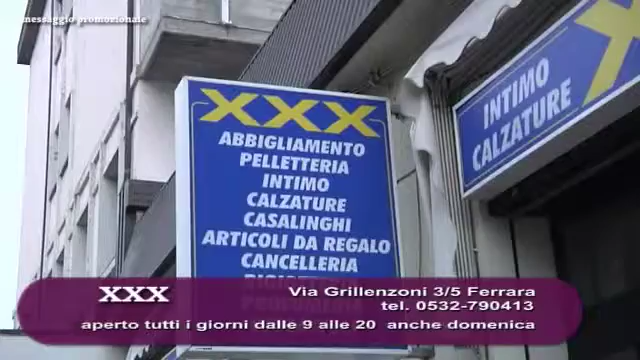 messaggio promozionale
XXX
ABBIGLIAMENTO
PELLETTERIA
INTIMO
CALZATURE
CASALINGHI
ARTICOLI DA REGALO
CANCELLERIA
INTIMO
CALZATURE
XXX
Via Grillenzoni 3/5 Ferrara
tel. 0532-790413
aperto tutti i giorni dalle 9 alle 20 anche domenica